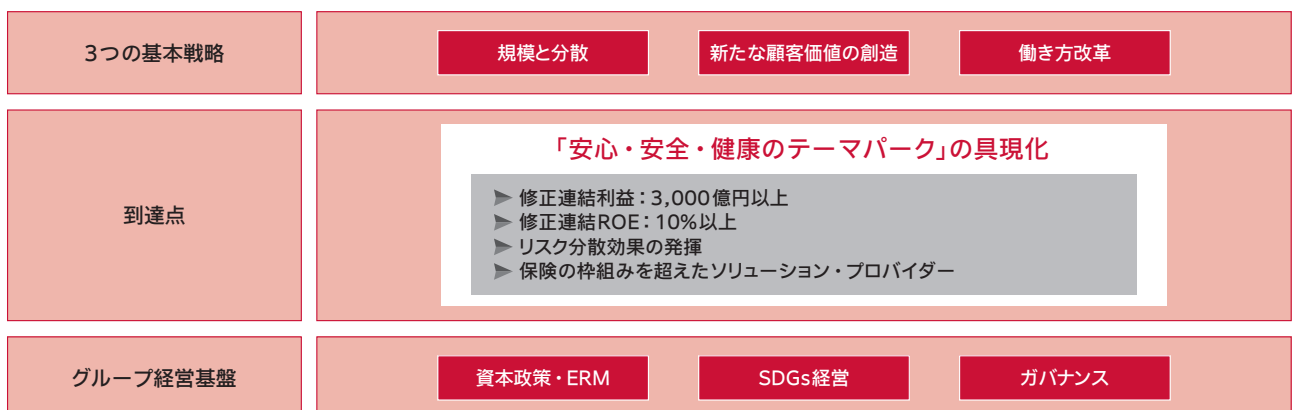 3つの基本戦略
規模と分散
新たな顧客価値の創造
働き方改革
到達点
「安心・安全・健康のテーマパーク」の具現化
修正連結利益：3,000億円以上
修正連結ROE：10%以上
リスク分散効果の発揮
保険の枠組みを超えたソリューション・プロバイダー
グループ経営基盤
資本政策・ERM
SDGs経営
ガバナンス